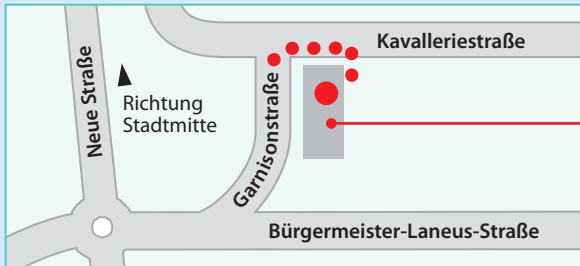 Kavalleriestraße
Neue Straße
Richtung
Stadtmitte
Garnisonstraße
Bürgermeister-Laneus-Straße